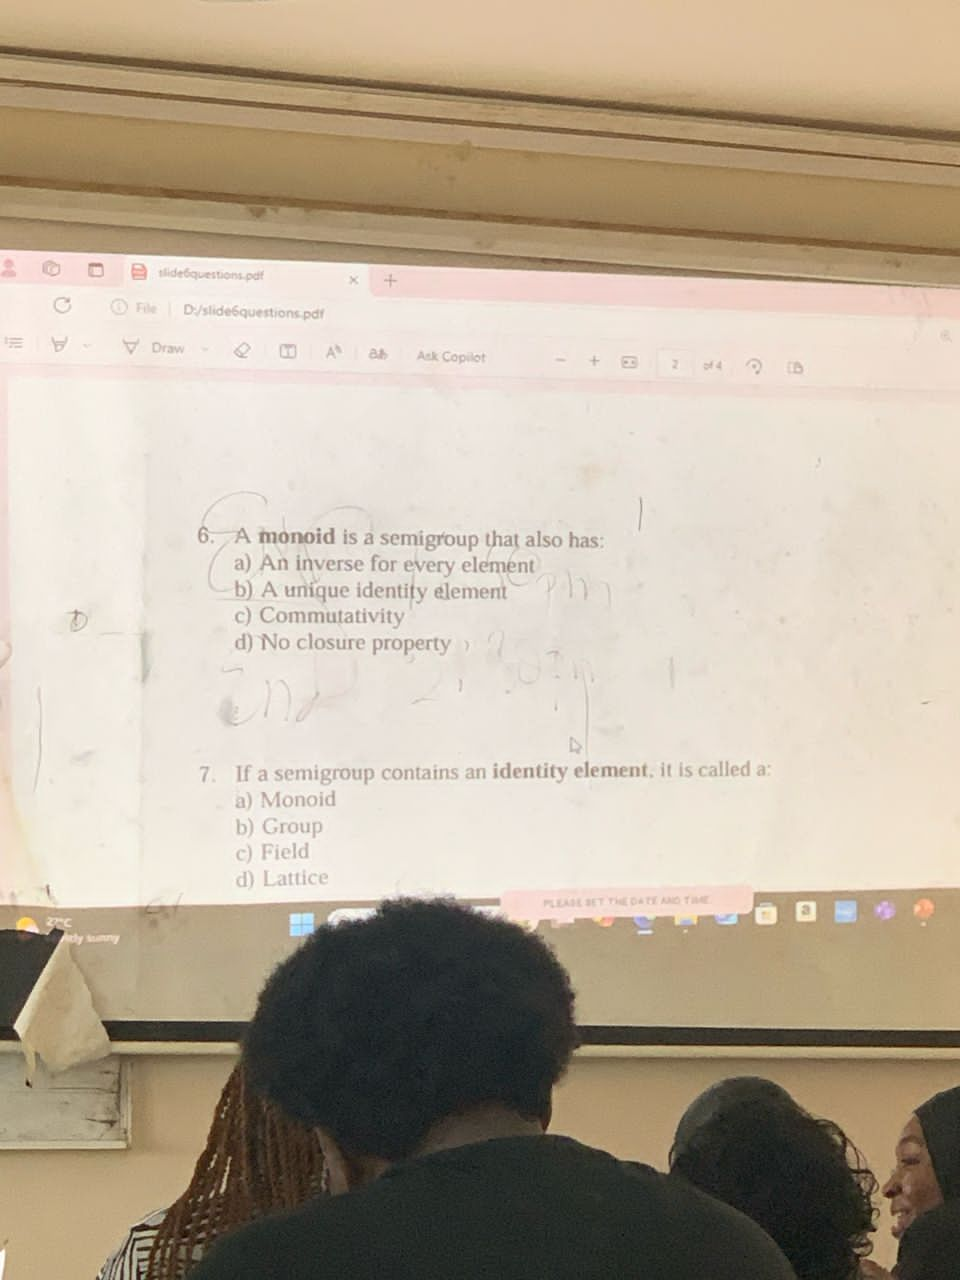 slide6questions.pdf
File D:/slide6questions.pdf
Draw Ask Copilot 2 of 4
6. A monoid is a semigroup that also has:
a) An inverse for every element
b) A unique identity element
c) Commutativity
d) No closure property
End
7. If a semigroup contains an identity element, it is called a:
a) Monoid
b) Group
c) Field
d) Lattice
PLEASE SET THE DATE AND TIME
27°C
sunny